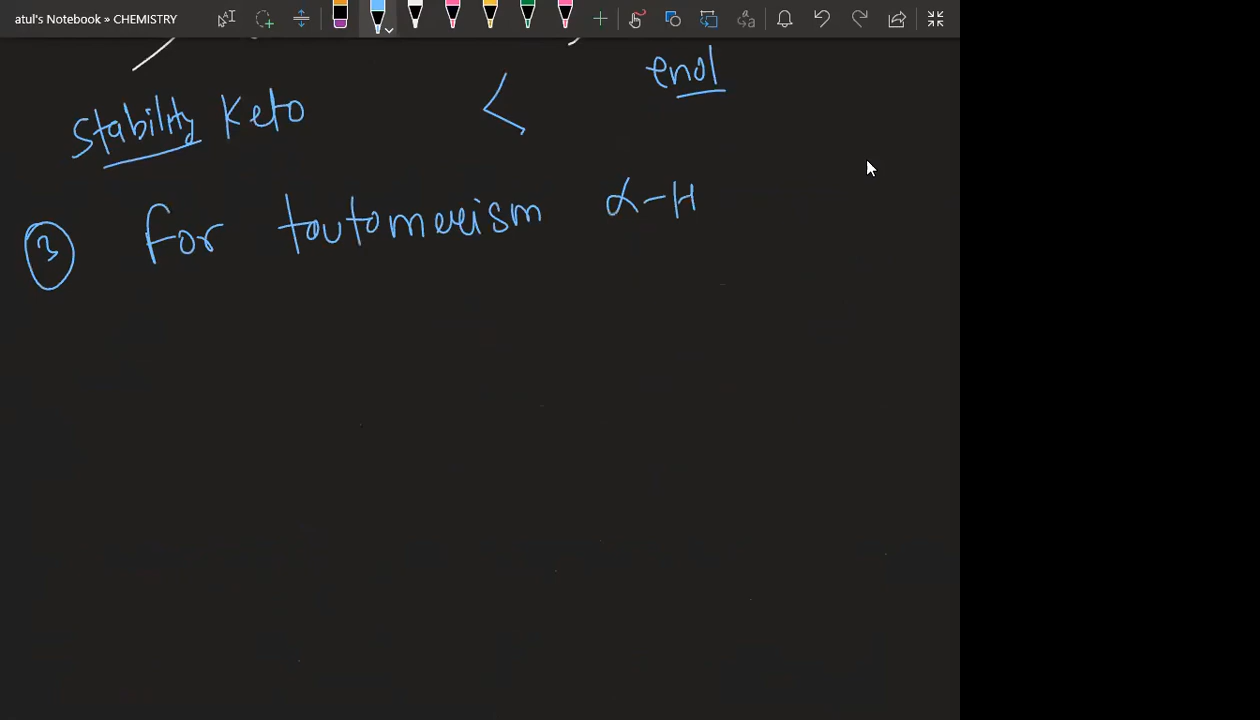 atul's Notebook » CHEMISTRY
enol
Stability Keto <
③ For tautomerism α-H